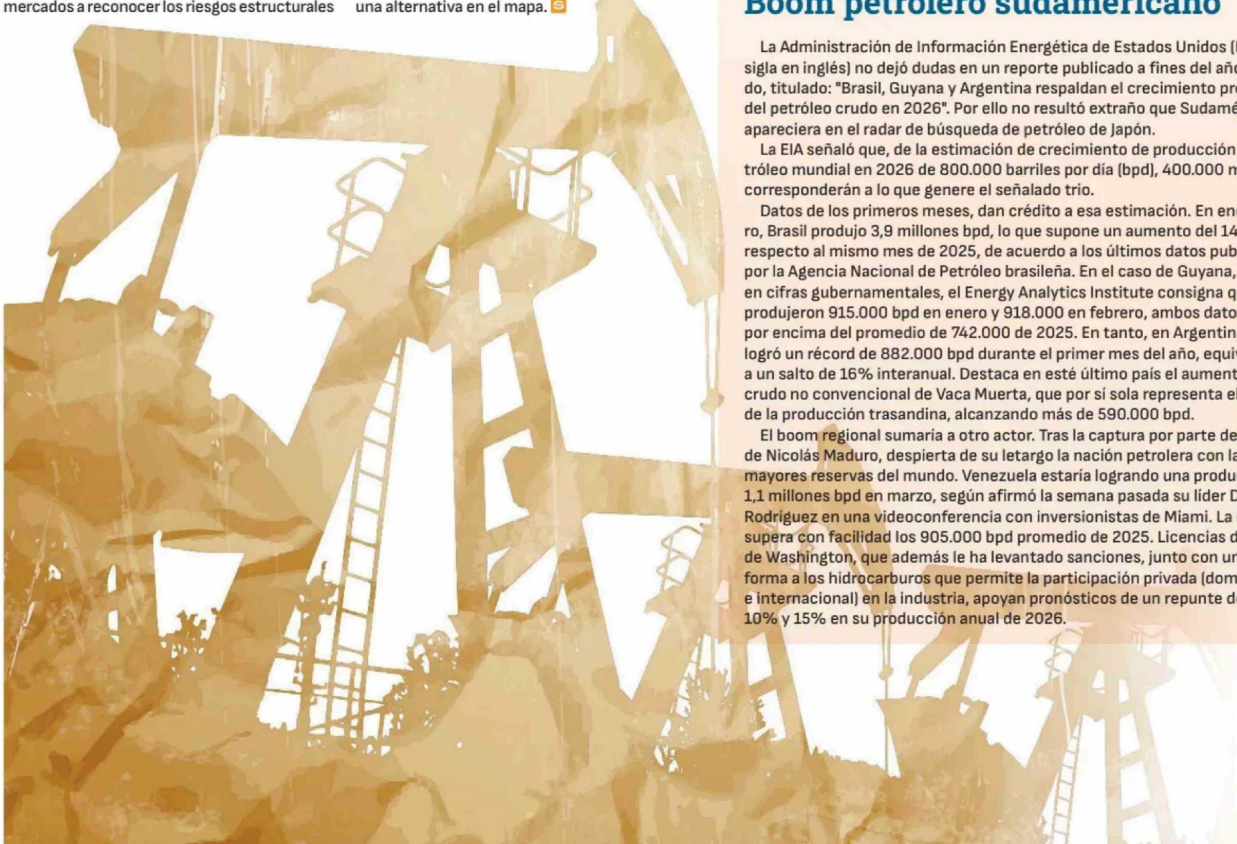 mercados a reconocer los riesgos estructurales
una alternativa en el mapa. S
Boom petrolero sudamericano
La Administración de Información Energética de Estados Unidos (
sigla en inglés) no dejó dudas en un reporte publicado a fines del año
do, titulado: "Brasil, Guyana y Argentina respaldan el crecimiento
del petróleo crudo en 2026". Por ello no resultó extraño que
apareciera en el radar de búsqueda de petróleo de Japón.
La EIA señaló que, de la estimación de crecimiento de producción
tróleo mundial en 2026 de 800.000 barriles por día (bpd), 400.000
corresponderán a lo que genere el señalado trio.
Datos de los primeros meses, dan crédito a esa estimación. En
ro, Brasil produjo 3,9 millones bpd, lo que supone un aumento del 14
respecto al mismo mes de 2025, de acuerdo a los últimos datos
por la Agencia Nacional de Petróleo brasileña. En el caso de Guyana,
en cifras gubernamentales, el Energy Analytics Institute consigna
produjeron 915.000 bpd en enero y 918.000 en febrero, ambos
por encima del promedio de 742.000 de 2025. En tanto, en
logró un récord de 882.000 bpd durante el primer mes del año,
a un salto de 16% interanual. Destaca en esté último país el
crudo no convencional de Vaca Muerta, que por sí sola representa
de la producción trasandina, alcanzando más de 590.000 bpd.
El boom regional sumaría a otro actor. Tras la captura por parte de
de Nicolás Maduro, despierta de su letargo la nación petrolera con
mayores reservas del mundo. Venezuela estaría logrando una
1,1 millones bpd en marzo, según afirmó la semana pasada su líder
Rodríguez en una videoconferencia con inversionistas de Miami. La
supera con facilidad los 905.000 bpd promedio de 2025. Licencias
de Washington, que además le ha levantado sanciones, junto con
forma a los hidrocarburos que permite la participación privada
e internacional) en la industria, apoyan pronósticos de un repunte
10% y 15% en su producción anual de 2026.